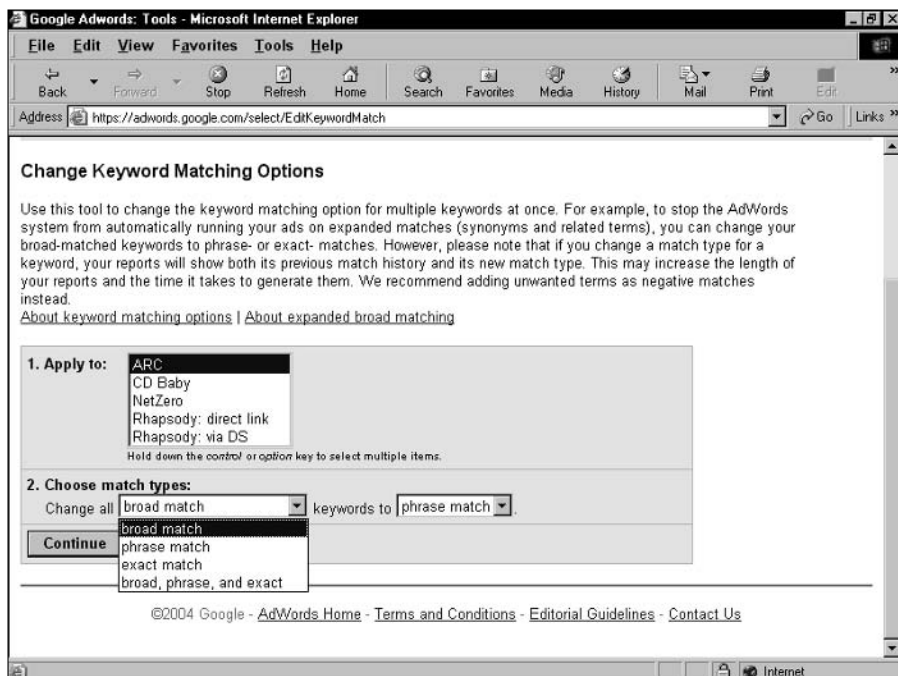 Google Adwords: Tools - Microsoft Internet Explorer
File Edit View Favorites Tools Help
Back Forward Stop Refresh Home Search Favorites Media History Mail Print Edit »
Address https://adwords.google.com/select/EditKeywordMatch Go Links »
Change Keyword Matching Options
Use this tool to change the keyword matching option for multiple keywords at once. For example, to stop the AdWords
system from automatically running your ads on expanded matches (synonyms and related terms), you can change your
broad-matched keywords to phrase- or exact- matches. However, please note that if you change a match type for a
keyword, your reports will show both its previous match history and its new match type. This may increase the length of
your reports and the time it takes to generate them. We recommend adding unwanted terms as negative matches
instead.
About keyword matching options | About expanded broad matching
1. Apply to: ARC
CD Baby
NetZero
Rhapsody: direct link
Rhapsody: via DS
Hold down the control or option key to select multiple items.
2. Choose match types:
Change all broad match keywords to phrase match .
broad match
Continue phrase match
exact match
broad, phrase, and exact
©2004 Google - AdWords Home - Terms and Conditions - Editorial Guidelines - Contact Us
Internet